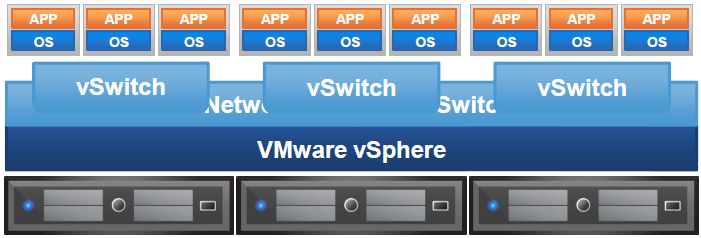 APP APP APP APP APP APP APP APP APP
OS OS OS OS OS OS OS OS OS
vSwitch vSwitch vSwitch
VMware vSphere